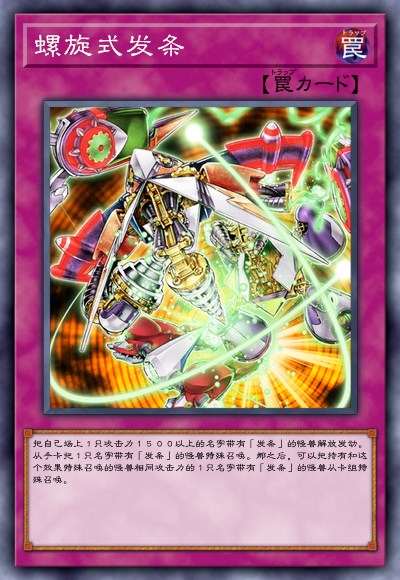 螺旋式发条
罠
トラップ
【罠カード】
トラップ
把自己场上1只攻击力1500以上的名字带有「发条」的怪兽解放发动。
从手卡把1只名字带有「发条」的怪兽特殊召唤。那之后,可以把持有和这
个效果特殊召唤的怪兽相同攻击力的1只名字带有「发条」的怪兽从卡组特
殊召唤。